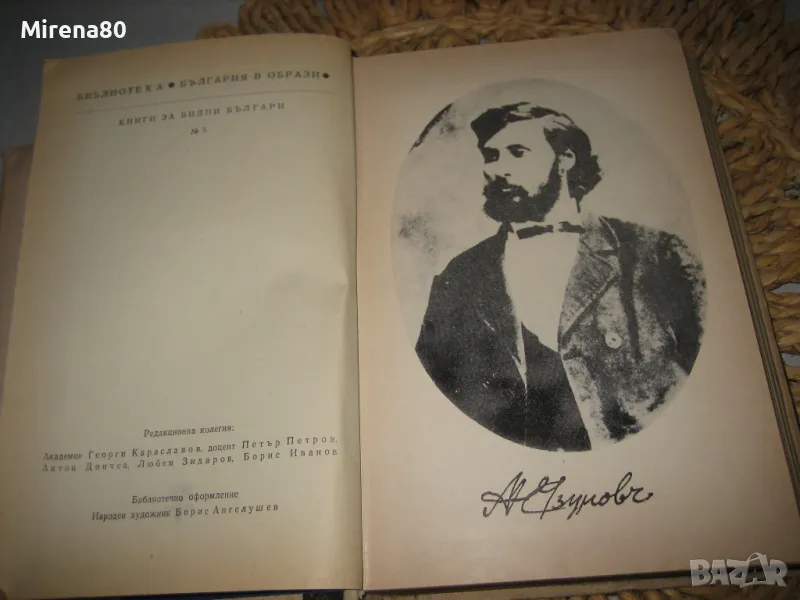 Mirena80
БИБЛИОТЕКА • БЪЛГАРИЯ В ОБРАЗИ •
КНИГИ ЗА ВИДНИ БЪЛГАРИ
№ 5
Редакционна колегия:
Академик Георги Караславов, доцент Петър Петров,
Антон Дончев, Любен Зидаров, Борис Иванов
Библиотечно оформление
Народен художник Борис Ангелушев
BAZAR